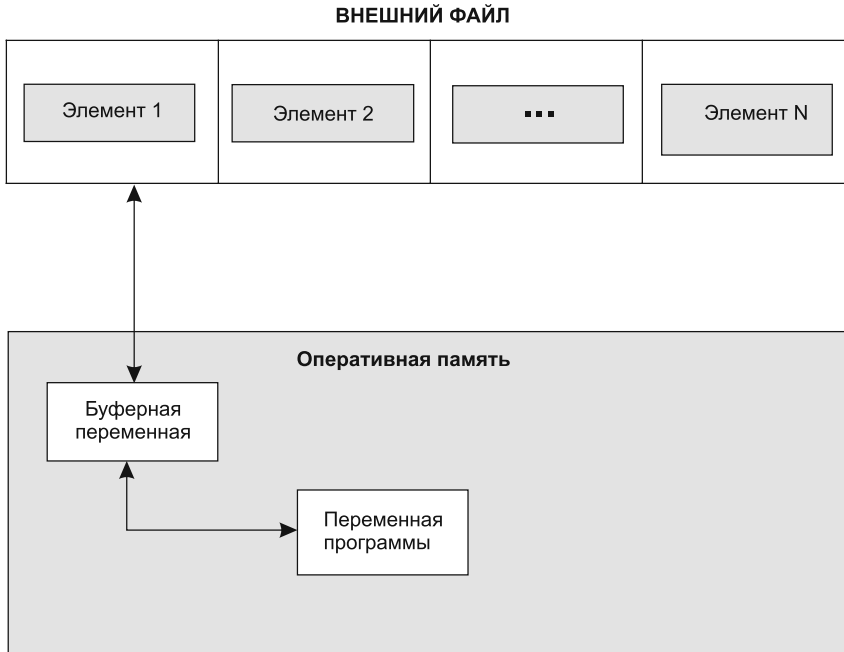 ВНЕШНИЙ ФАЙЛ
Элемент 1
Элемент 2
...
Элемент N
Оперативная память
Буферная
переменная
Переменная
программы